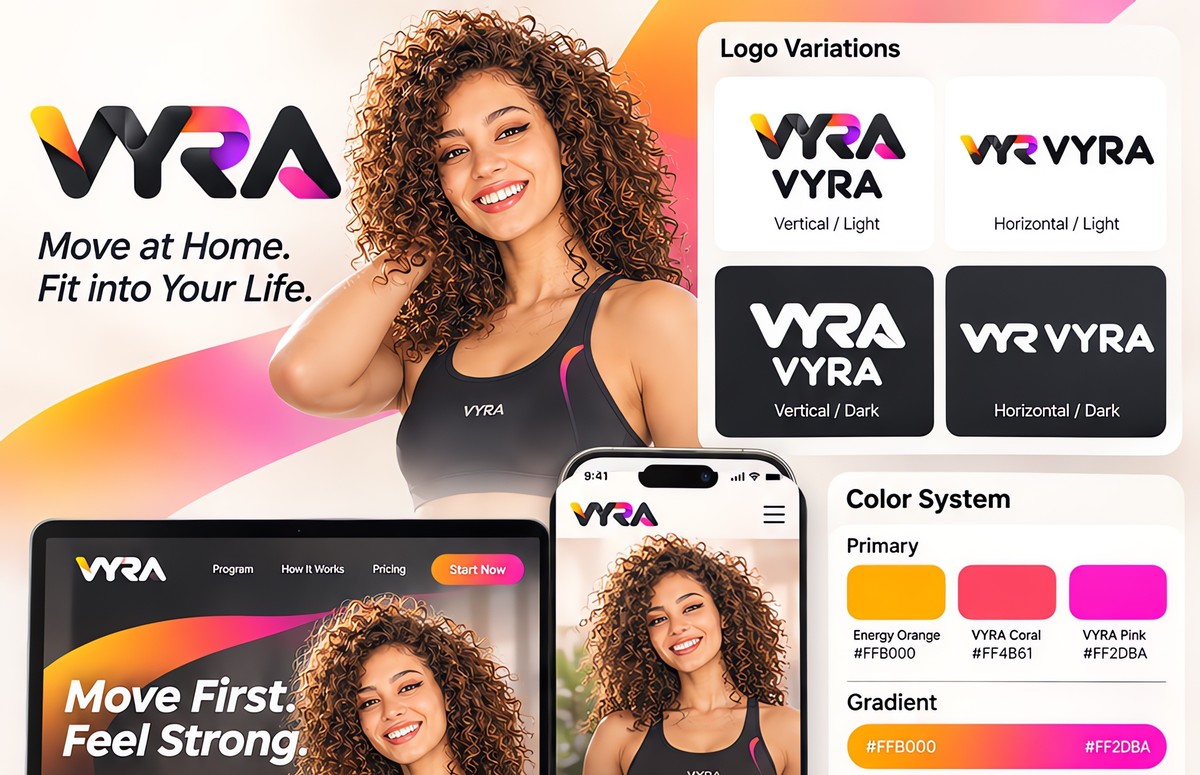 VYRA
Move at Home.
Fit into Your Life.
VYRA
Logo Variations
VYRA
VYRA
Vertical / Light
VYR VYRA
Horizontal / Light
VYRA
VYRA
Vertical / Dark
VYR VYRA
Horizontal / Dark
VYRA
Program
How It Works
Pricing
Start Now
Move First.
Feel Strong.
9:41
VYRA
VYRA
Color System
Primary
Energy Orange
#FFB000
VYRA Coral
#FF4B61
VYRA Pink
#FF2DBA
Gradient
#FFB000
#FF2DBA